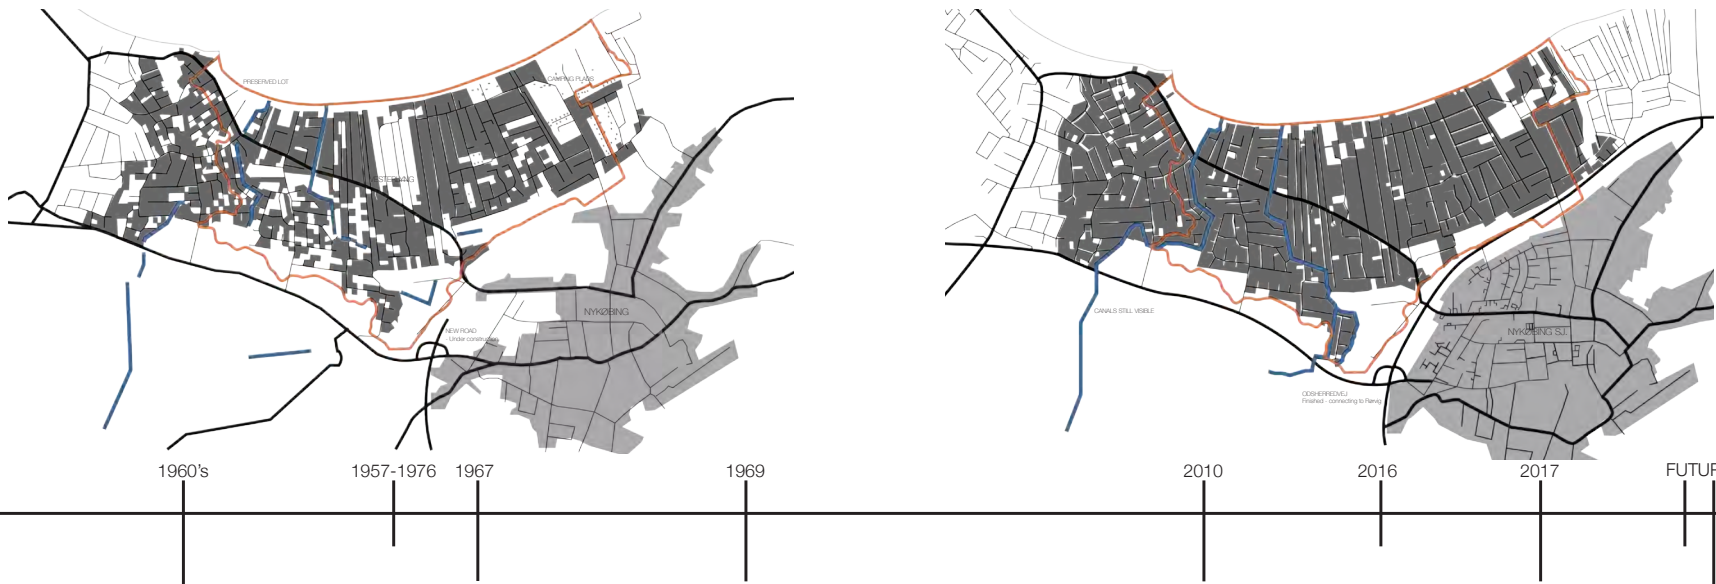 PRESERVED LOT
CAMPING PLADS
ØSTERLYNG
NYKØBING
NEW ROAD
- Under construction
CANALS STILL VISIBLE
NYKØBING SJ.
ODSHERREDVEJ
Finished - connecting to Rørvig
1960's
1957-1976
1967
1969
2010
2016
2017
FUTUR